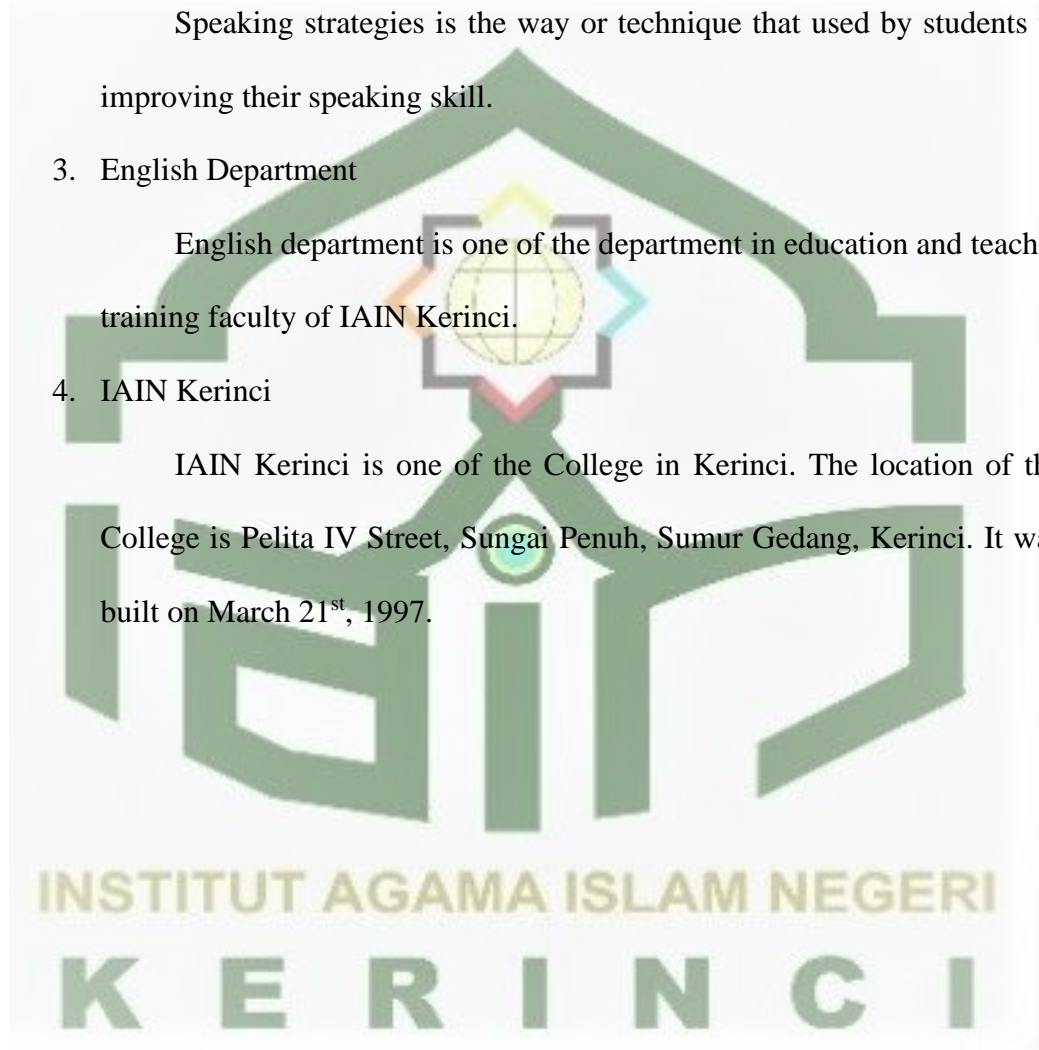 Speaking strategies is the way or technique that used by students
improving their speaking skill.
3. English Department
English department is one of the department in education and
training faculty of IAIN Kerinci.
4. IAIN Kerinci
IAIN Kerinci is one of the College in Kerinci. The location of
College is Pelita IV Street, Sungai Penuh, Sumur Gedang, Kerinci. It
built on March 21st, 1997.
iain
INSTITUT AGAMA ISLAM NEGERI
KERINCI